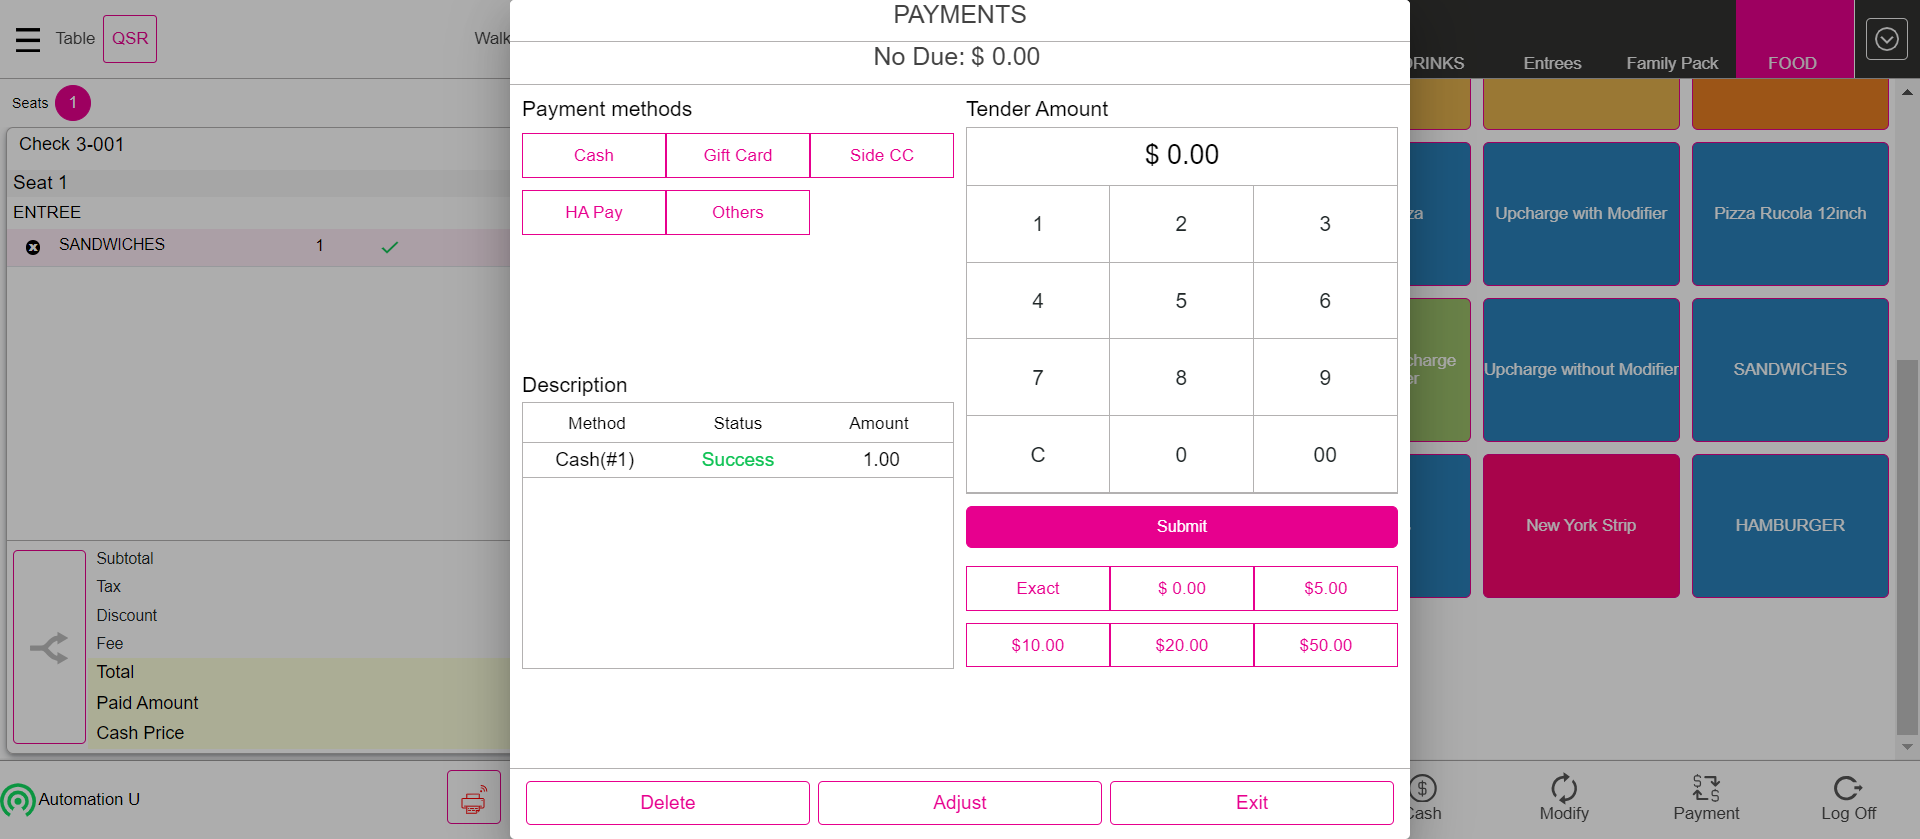 Table
QSR
Walk
Seats
1
Check 3-001
Seat 1
ENTREE
SANDWICHES 1
Subtotal
Tax
Discount
Fee
Total
Paid Amount
Cash Price
Automation U
PAYMENTS
No Due: $ 0.00
Payment methods
Cash
Gift Card
Side CC
HA Pay
Others
Description
Method Status Amount
Cash(#1) Success 1.00
Tender Amount
$ 0.00
1 2 3
4 5 6
7 8 9
C 0 00
Submit
Exact
$ 0.00
$5.00
$10.00
$20.00
$50.00
Delete
Adjust
Exit
Entrees
Family Pack
FOOD
Upcharge with Modifier
Pizza Rucola 12inch
Upcharge without Modifier
SANDWICHES
New York Strip
HAMBURGER
Modify
Payment
Log Off